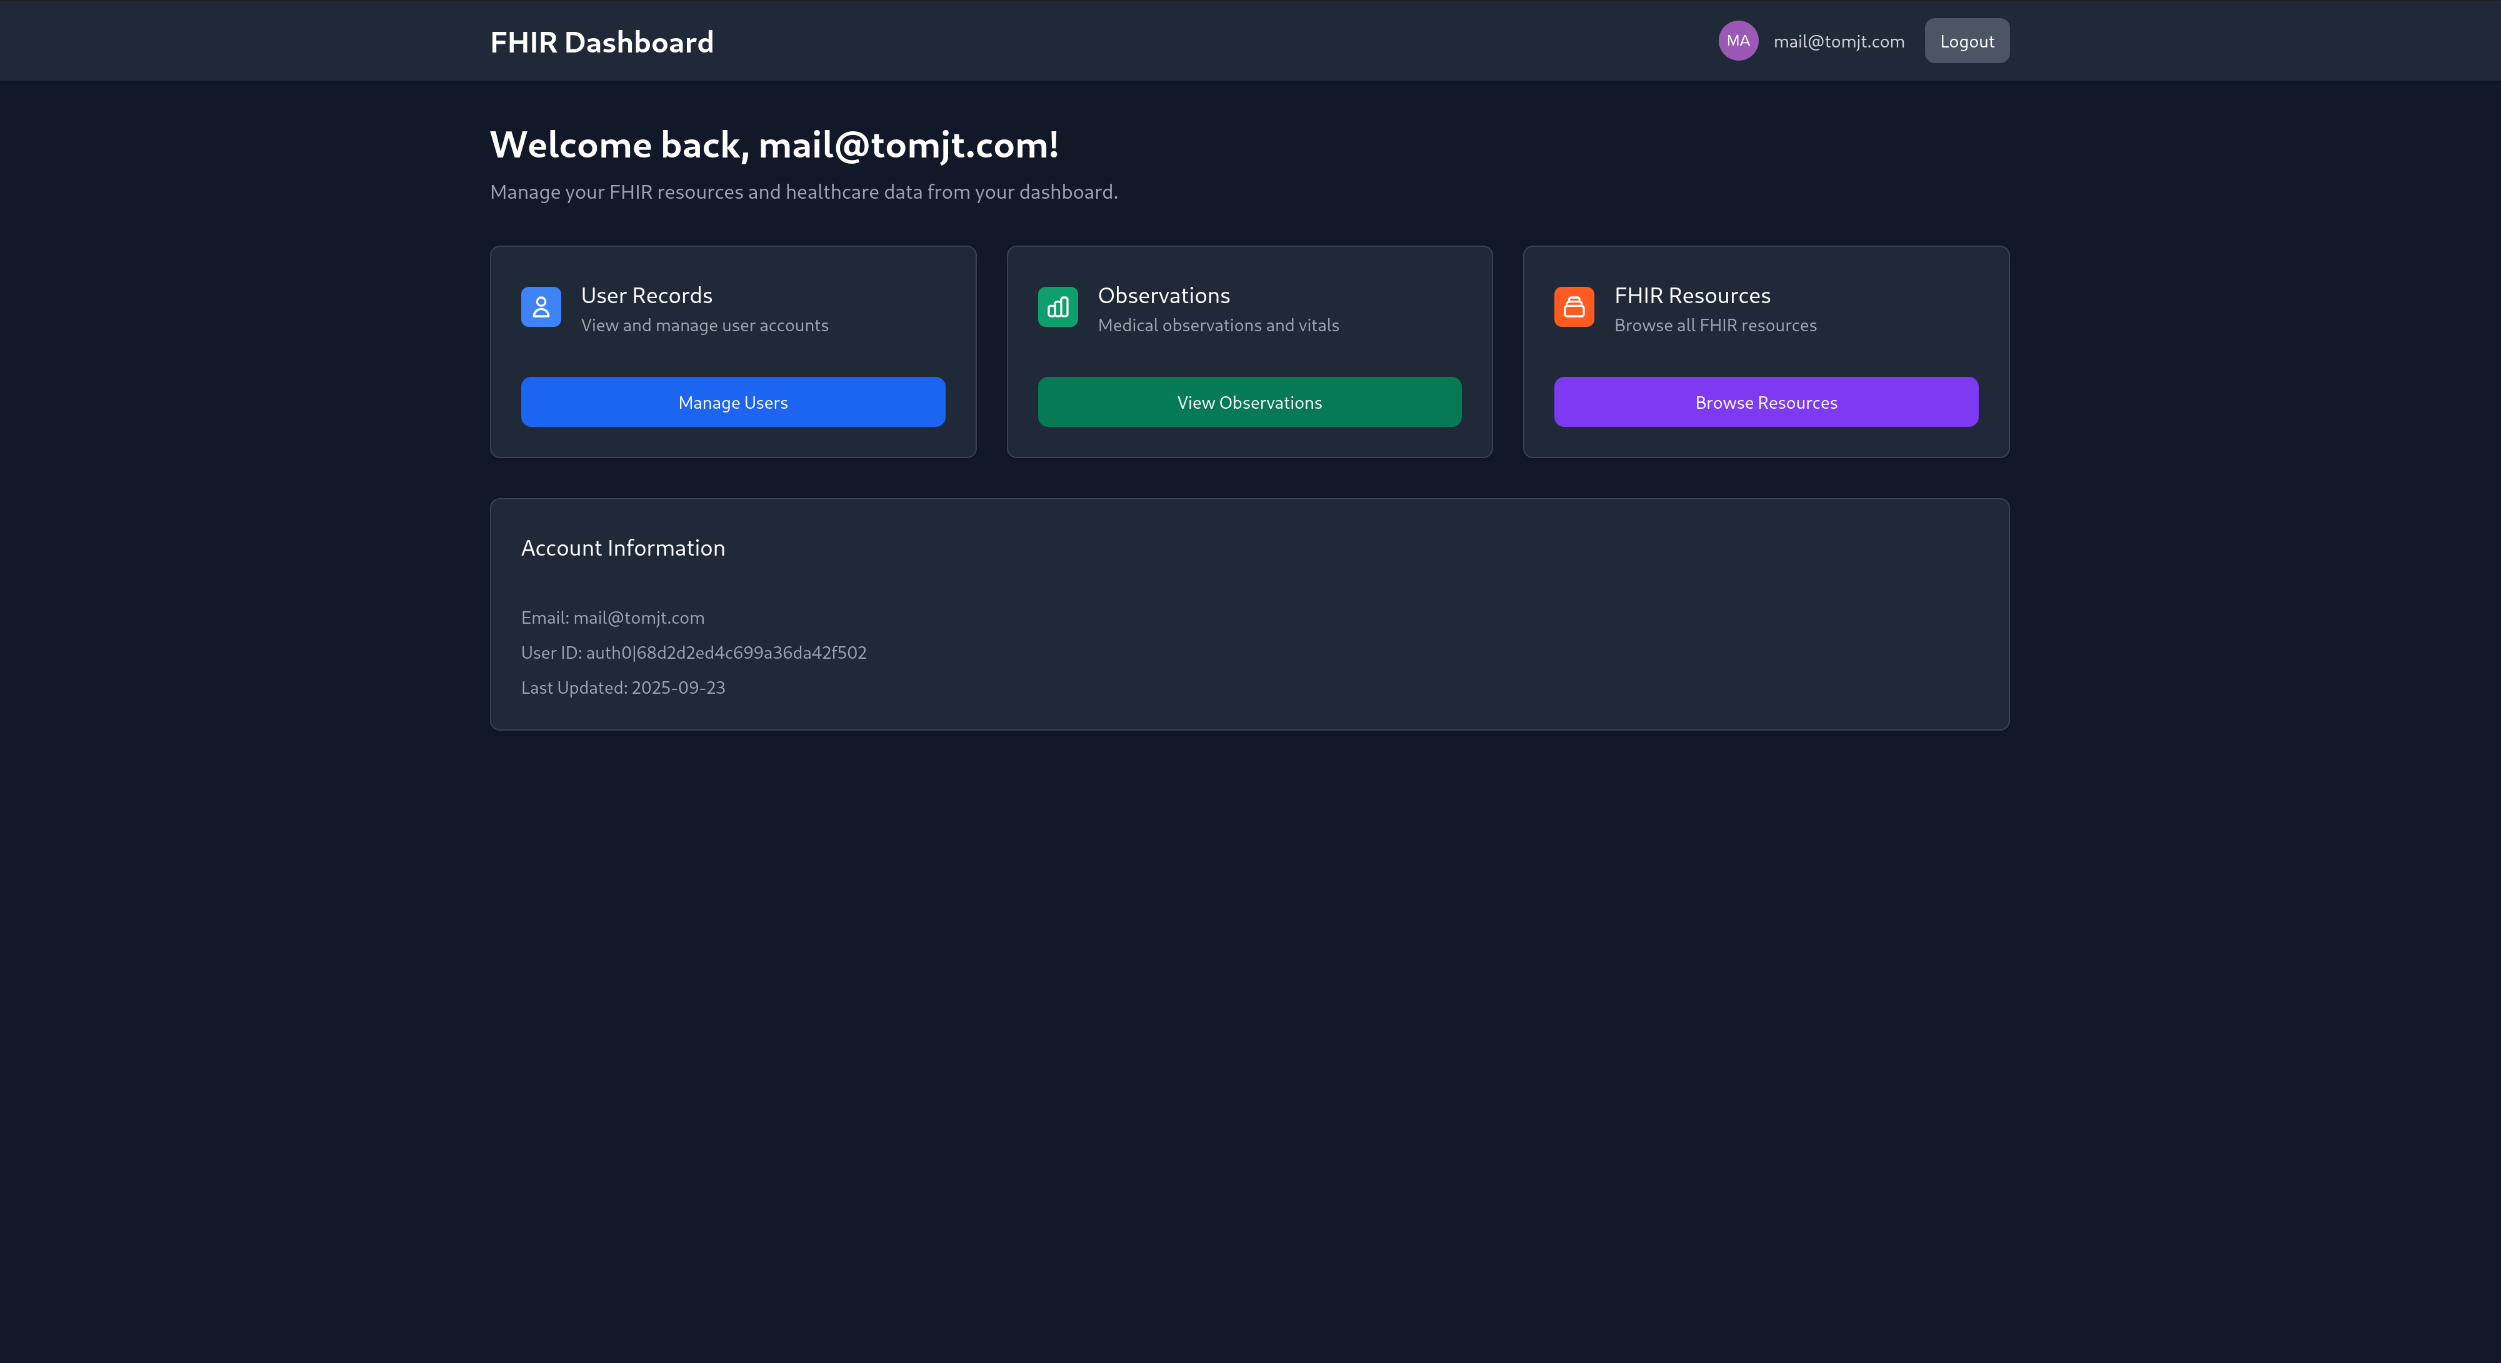 FHIR Dashboard
MA
mail@tomjt.com
Logout
Welcome back, mail@tomjt.com!
Manage your FHIR resources and healthcare data from your dashboard.
User Records
View and manage user accounts
Manage Users
Observations
Medical observations and vitals
View Observations
FHIR Resources
Browse all FHIR resources
Browse Resources
Account Information
Email: mail@tomjt.com
User ID: auth0|68d2d2ed4c699a36da42f502
Last Updated: 2025-09-23